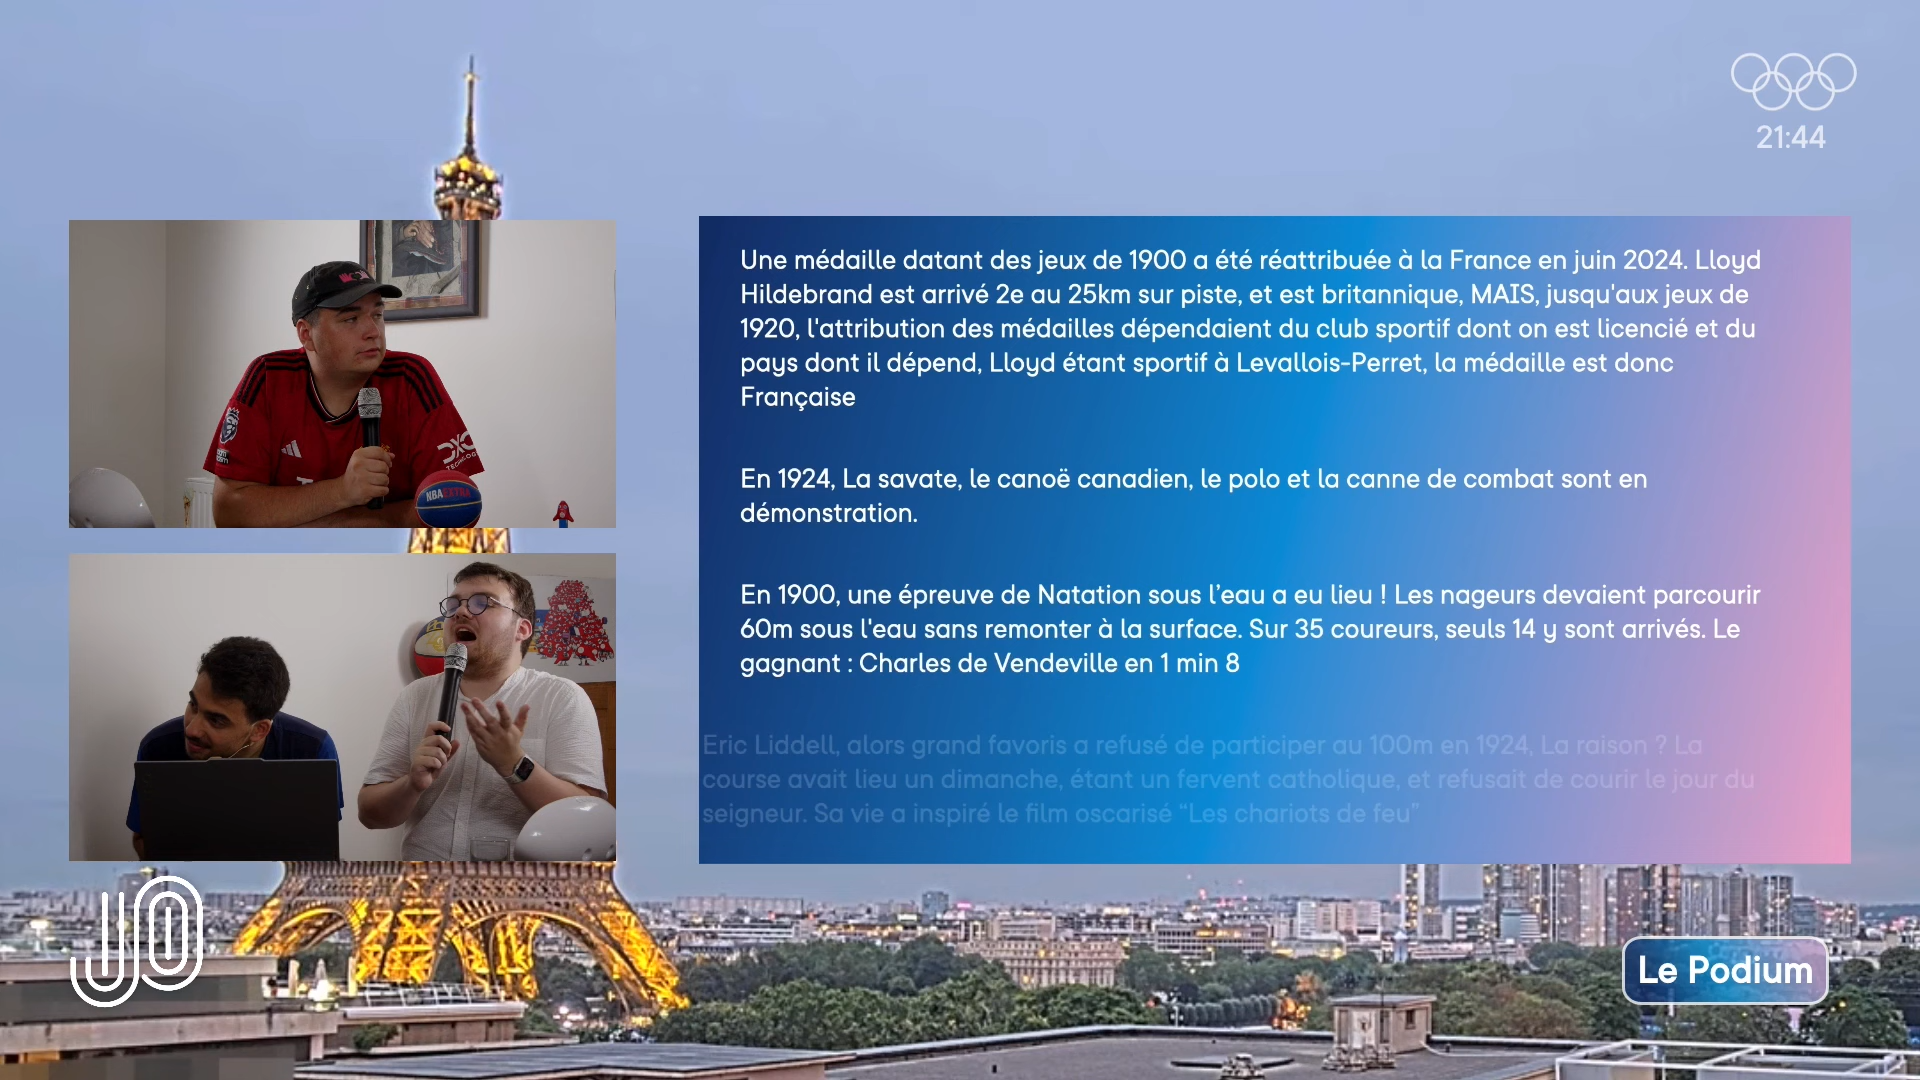 21:44
Une médaille datant des jeux de 1900 a été réattribuée à la France en juin 2024. Lloyd
Hildebrand est arrivé 2e au 25km sur piste, et est britannique, MAIS, jusqu'aux jeux de
1920, l'attribution des médailles dépendaient du club sportif dont on est licencié et du
pays dont il dépend, Lloyd étant sportif à Levallois-Perret, la médaille est donc
Française
En 1924, La savate, le canoë canadien, le polo et la canne de combat sont en
démonstration.
En 1900, une épreuve de Natation sous l’eau a eu lieu ! Les nageurs devaient parcourir
60m sous l'eau sans remonter à la surface. Sur 35 coureurs, seuls 14 y sont arrivés. Le
gagnant : Charles de Vendeville en 1 min 8
Eric Liddell, alors grand favoris a refusé de participer au 100m en 1924, La raison ? La
course avait lieu un dimanche, étant un fervent catholique, et refusait de courir le jour du
seigneur. Sa vie a inspiré le film oscarisé “Les chariots de feu”
DXC
TECHNOLOG
NBA EXTRA
JO
Le Podium